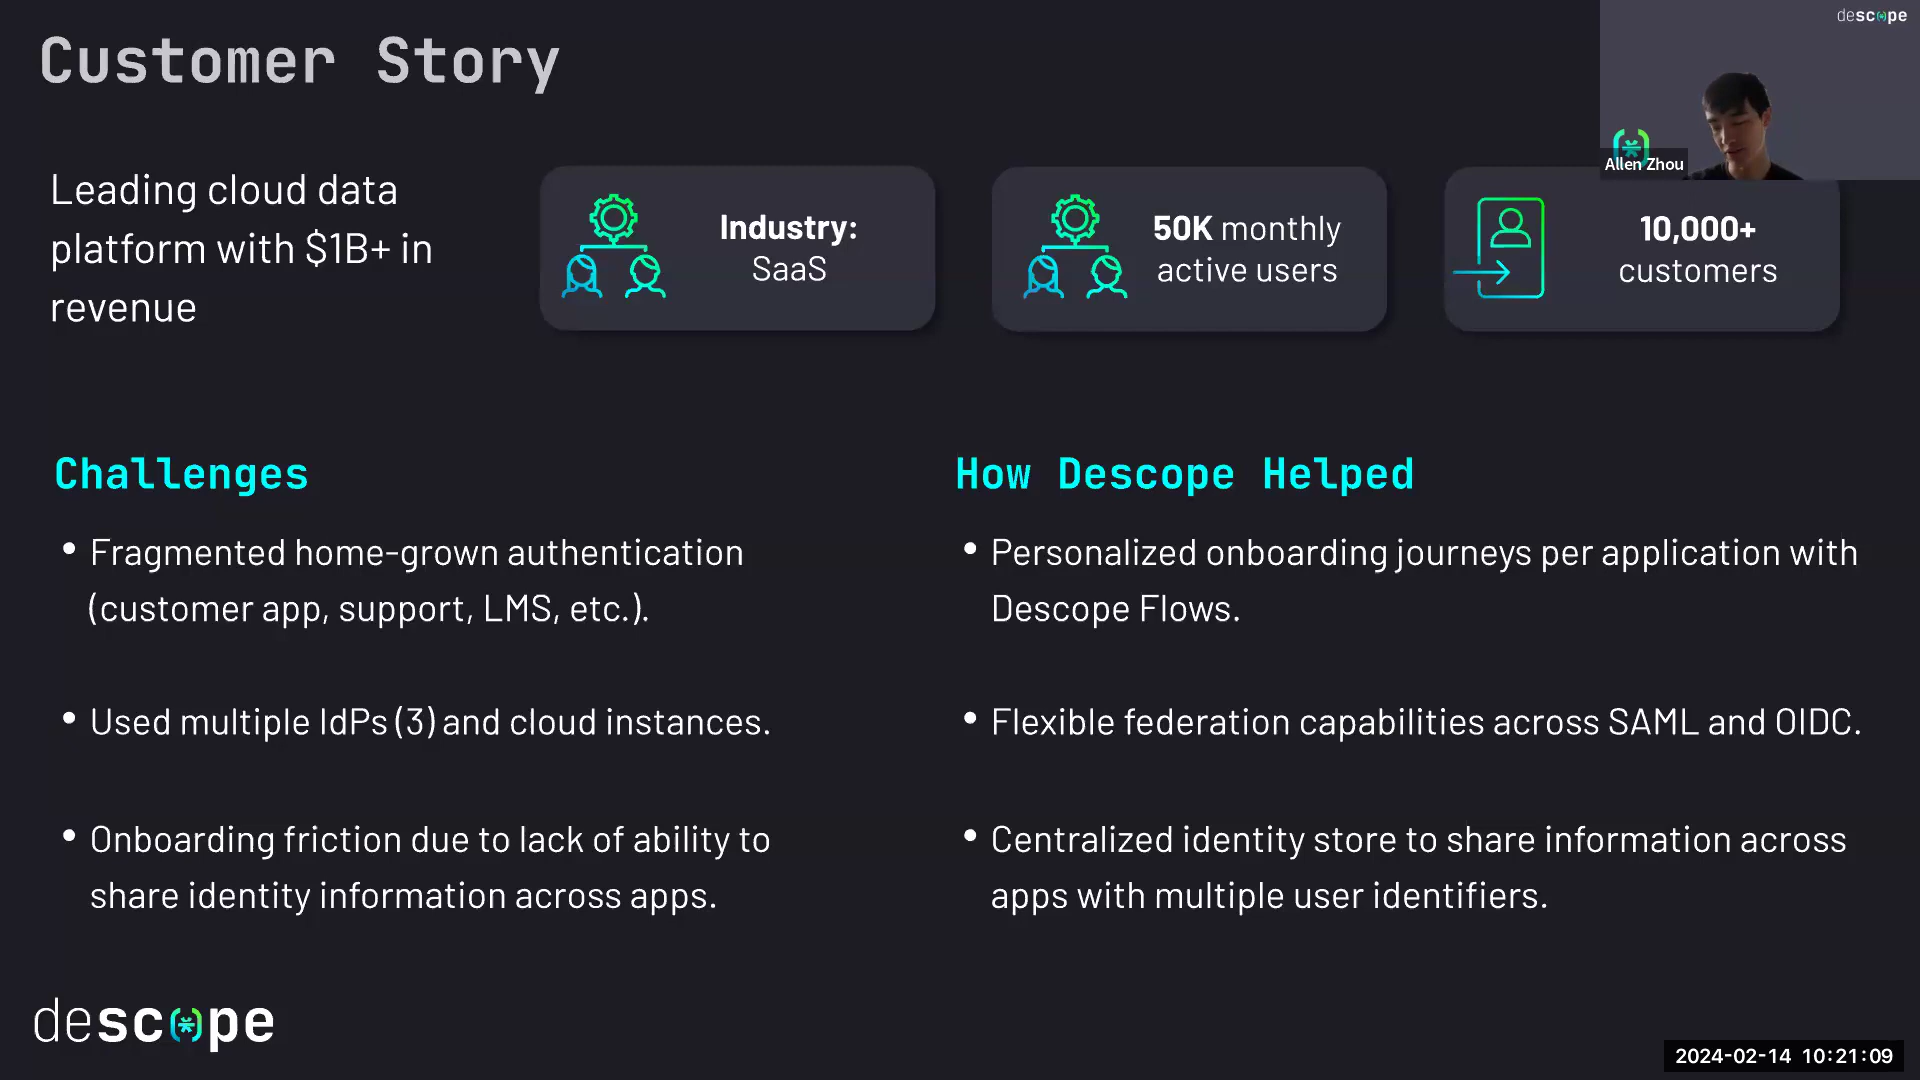 Customer Story
descope
Allen Zhou
Leading cloud data
platform with $1B+ in
revenue
Industry:
SaaS
50K monthly
active users
10,000+
customers
Challenges
• Fragmented home-grown authentication
(customer app, support, LMS, etc.).
• Used multiple IdPs (3) and cloud instances.
• Onboarding friction due to lack of ability to
share identity information across apps.
How Descope Helped
• Personalized onboarding journeys per application with
Descope Flows.
• Flexible federation capabilities across SAML and OIDC.
• Centralized identity store to share information across
apps with multiple user identifiers.
descope
2024-02-14 10:21:09